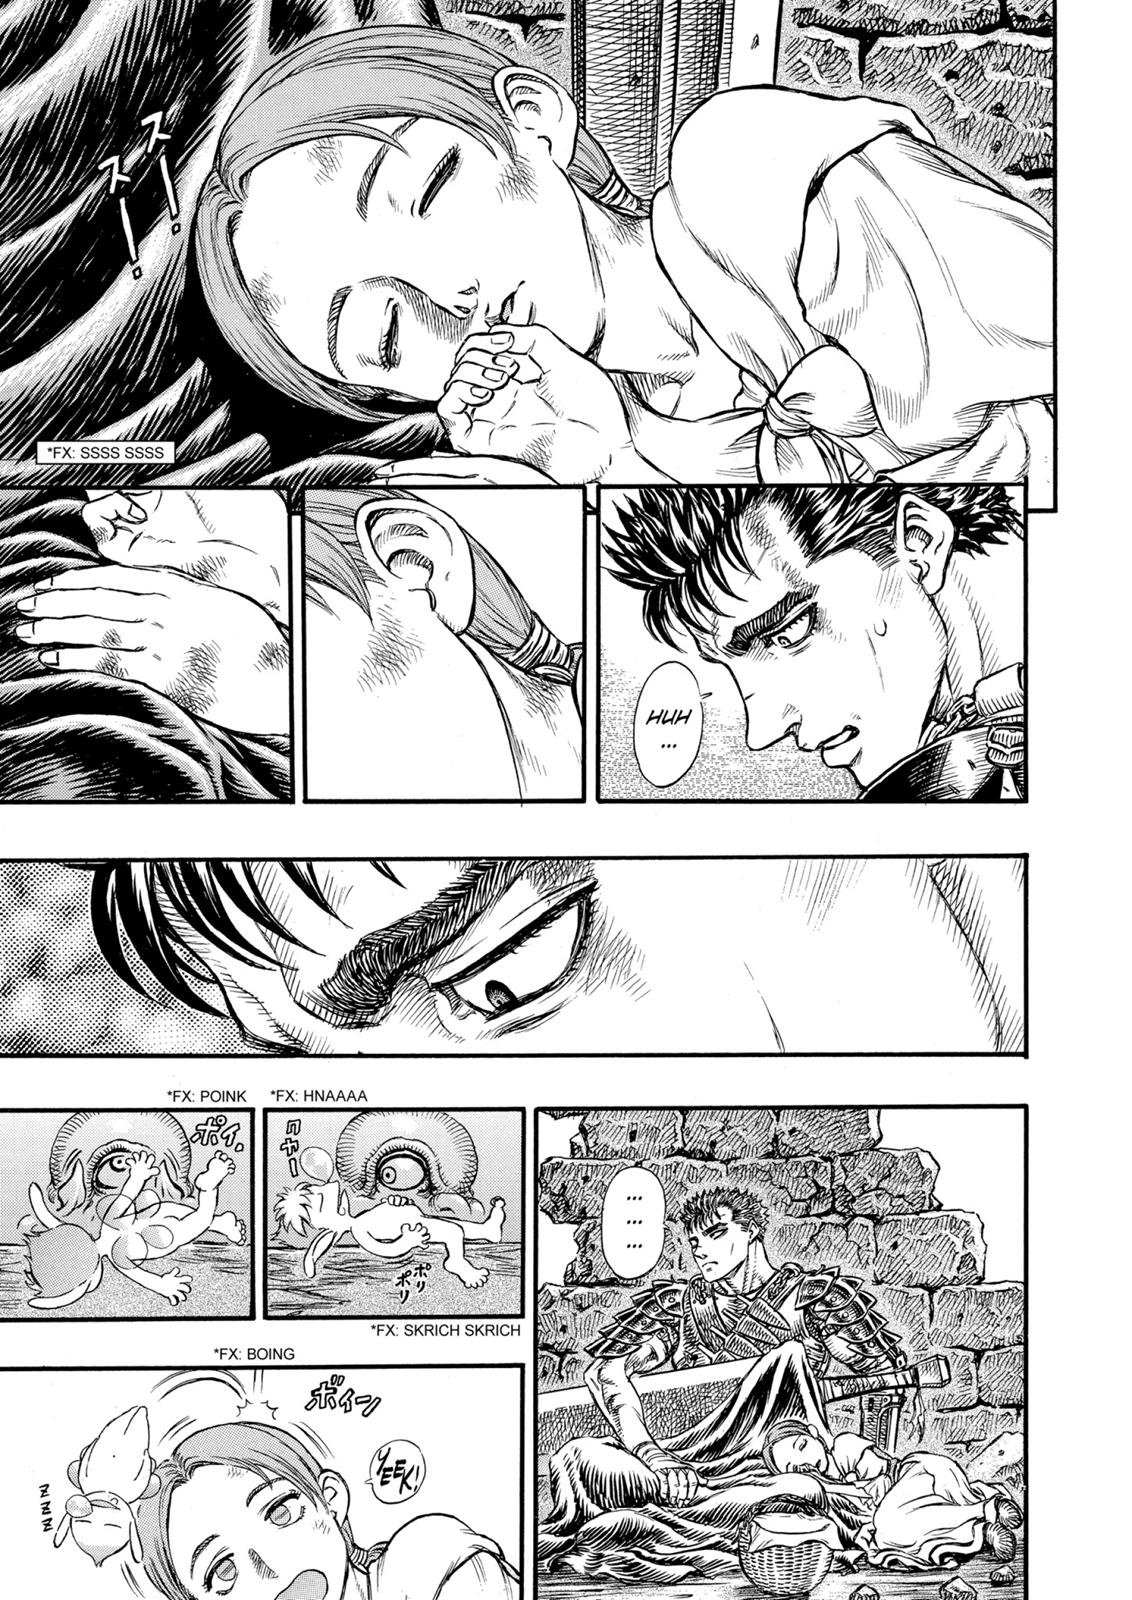 スー.
スー.
*FX: SSSS SSSS
HUH
...
*FX: HNAAAA
*FX: POINK
クカー
ポリ
ポリ
ポイ.
...
...
...
*FX: SKRICH SKRICH
*FX: BOING
ボイーン
YEEK!
Z
Z
Z